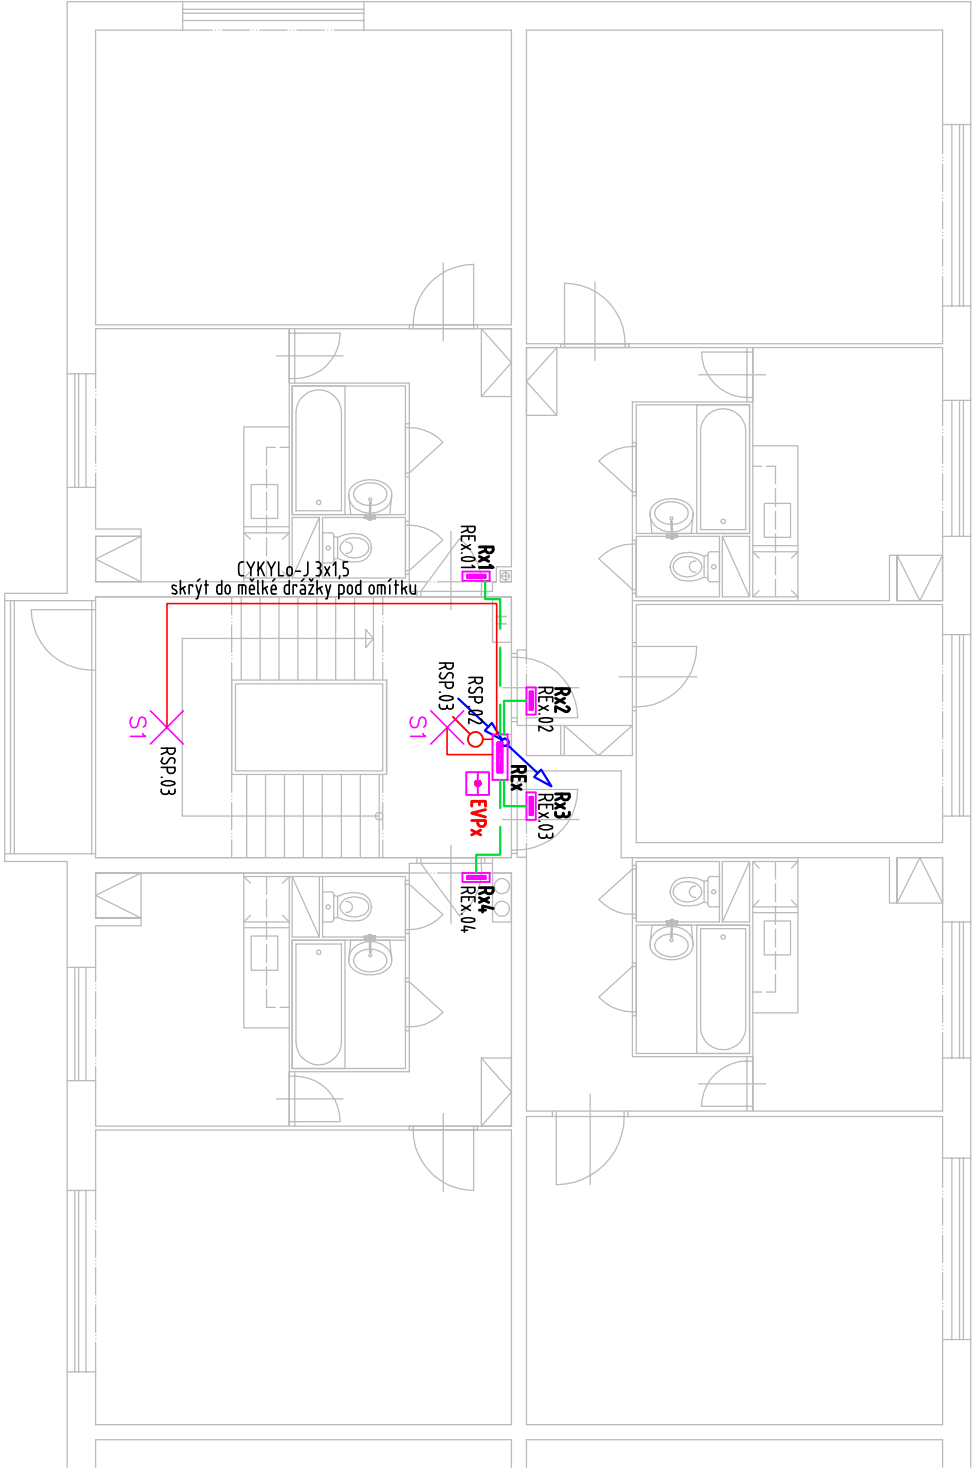 Rx1
REx.01
CYKYLo-J 3x1,5
skrýt do mělké drážky pod omítku
RSP.03
RSP.02
Rx2
REx.02
S1
S1
RSP.03
REx
EVPx
Rx3
REx.03
Rx4
REx.04